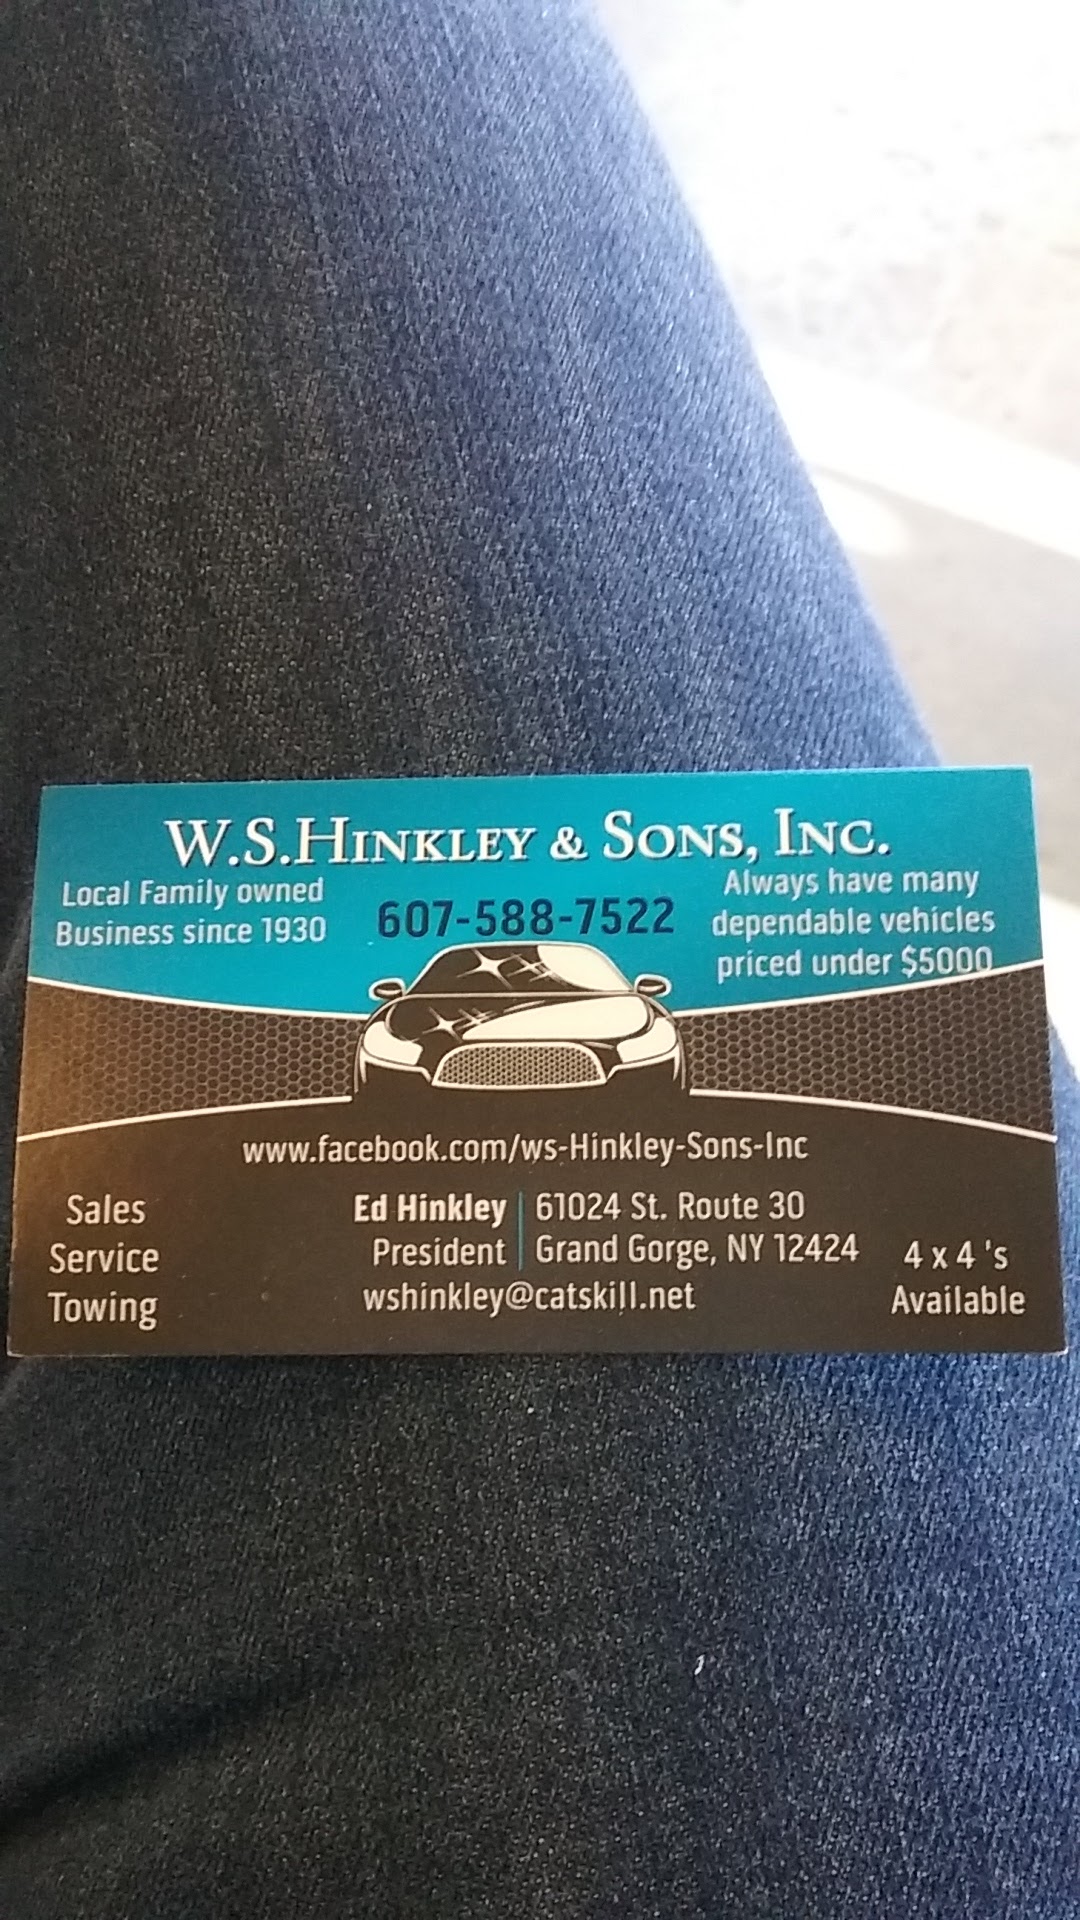 W.S.Hinkley & Sons, Inc.
Local Family owned
Business since 1930
607-588-7522
Always have many
dependable vehicles
priced under $5000
www.facebook.com/ws-Hinkley-Sons-Inc
Sales
Service
Towing
Ed Hinkley
President
61024 St. Route 30
Grand Gorge, NY 12424
wshinkley@catskill.net
4 x 4 's
Available